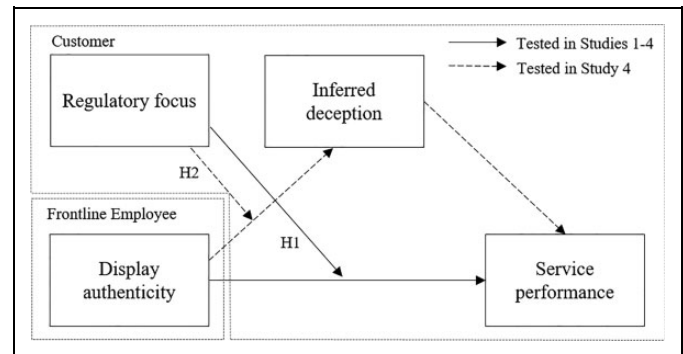 Customer
Tested in Studies 1-4
Tested in Study 4
Regulatory focus
Inferred
deception
H2
Frontline Employee
H1
Display
authenticity
Service
performance